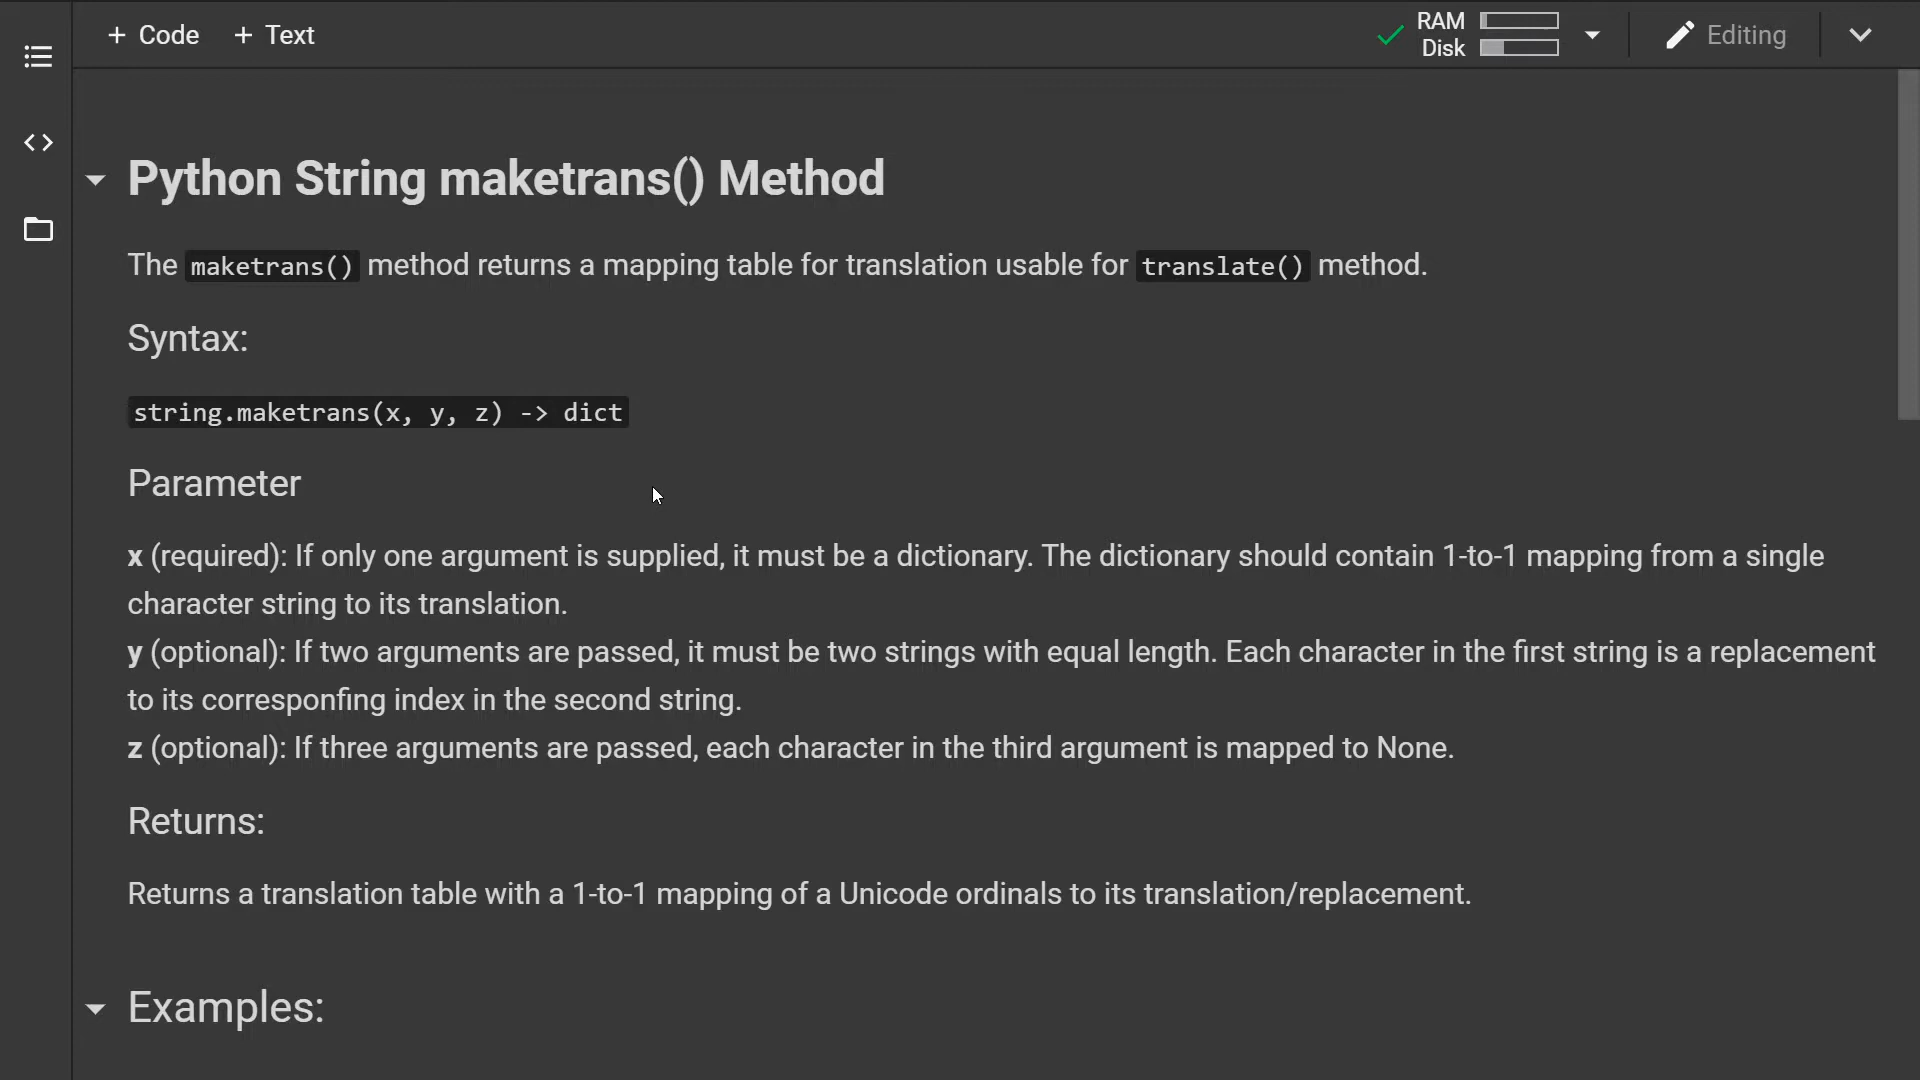 + Code + Text
RAM
Disk
Editing
Python String maketrans() Method
The maketrans() method returns a mapping table for translation usable for translate() method.
Syntax:
string.maketrans(x, y, z) -> dict
Parameter
x (required): If only one argument is supplied, it must be a dictionary. The dictionary should contain 1-to-1 mapping from a single
character string to its translation.
y (optional): If two arguments are passed, it must be two strings with equal length. Each character in the first string is a replacement
to its corresponfing index in the second string.
z (optional): If three arguments are passed, each character in the third argument is mapped to None.
Returns:
Returns a translation table with a 1-to-1 mapping of a Unicode ordinals to its translation/replacement.
Examples: